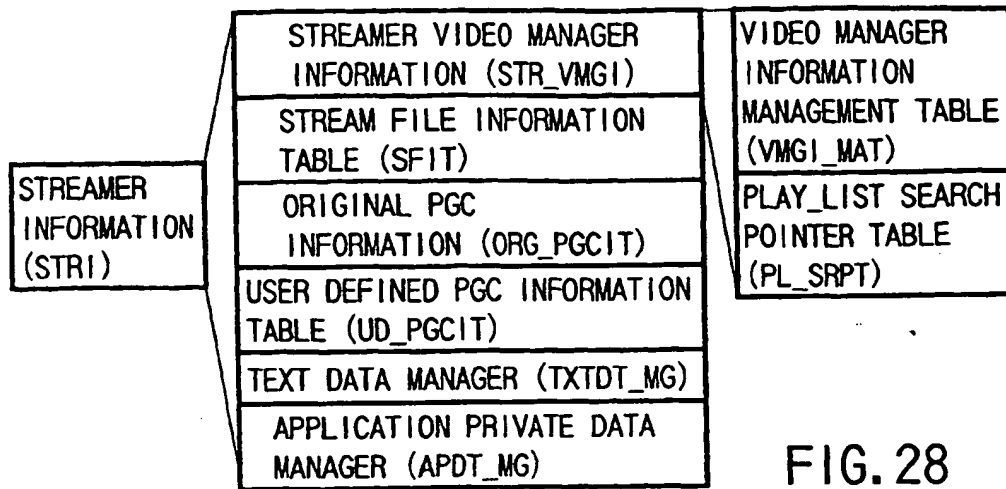 STREAMER
INFORMATION
(STRI)
STREAMER VIDEO MANAGER
INFORMATION (STR_VMGI)
STREAM FILE INFORMATION
TABLE (SFIT)
ORIGINAL PGC
INFORMATION (ORG_PGCIT)
USER DEFINED PGC INFORMATION
TABLE (UD_PGCIT)
TEXT DATA MANAGER (TXTDT_MG)
APPLICATION PRIVATE DATA
MANAGER (APDT_MG)
VIDEO MANAGER
INFORMATION
MANAGEMENT TABLE
(VMGI_MAT)
PLAY_LIST SEARCH
POINTER TABLE
(PL_SRPT)
FIG. 28